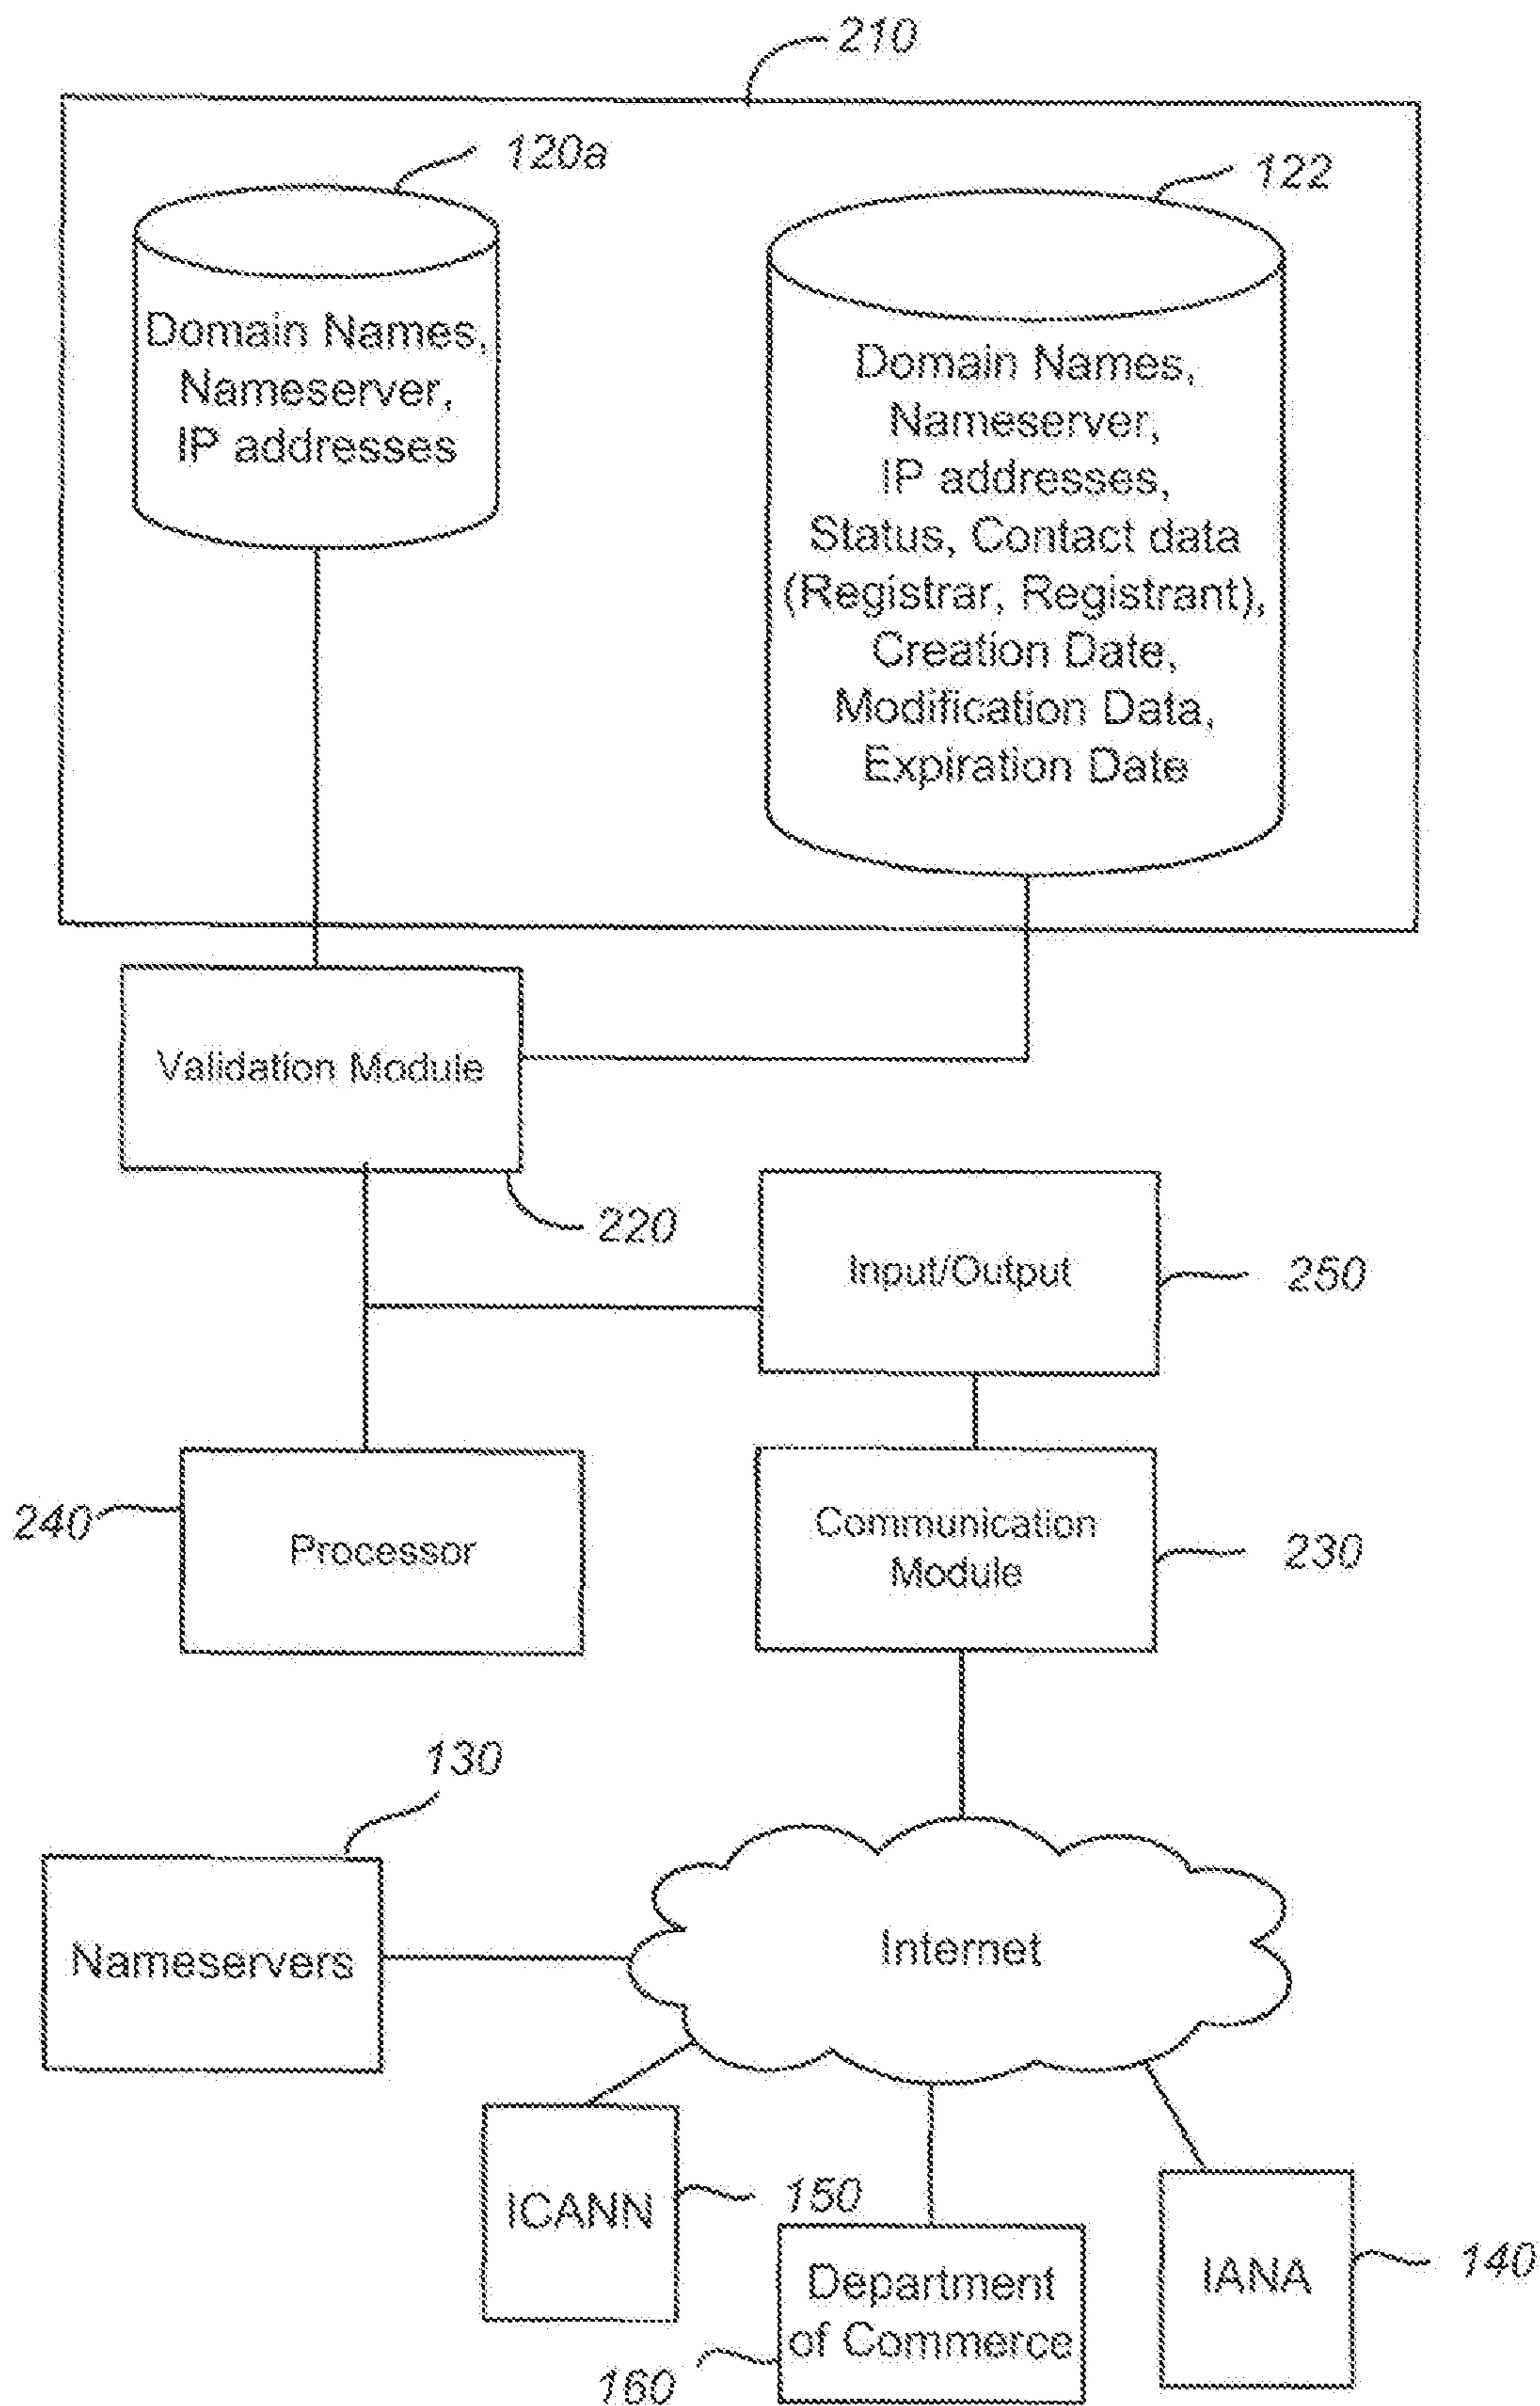 210
120a
122
Domain Names,
Nameserver,
IP addresses
Domain Names,
Nameserver,
IP addresses,
Status, Contact data
(Registrar, Registrant),
Creation Date,
Modification Data,
Expiration Date
Validation Module
220
Input/Output
250
240
Processor
Communication
Module
230
130
Nameservers
Internet
ICANN
150
Department
of Commerce
160
IANA
140